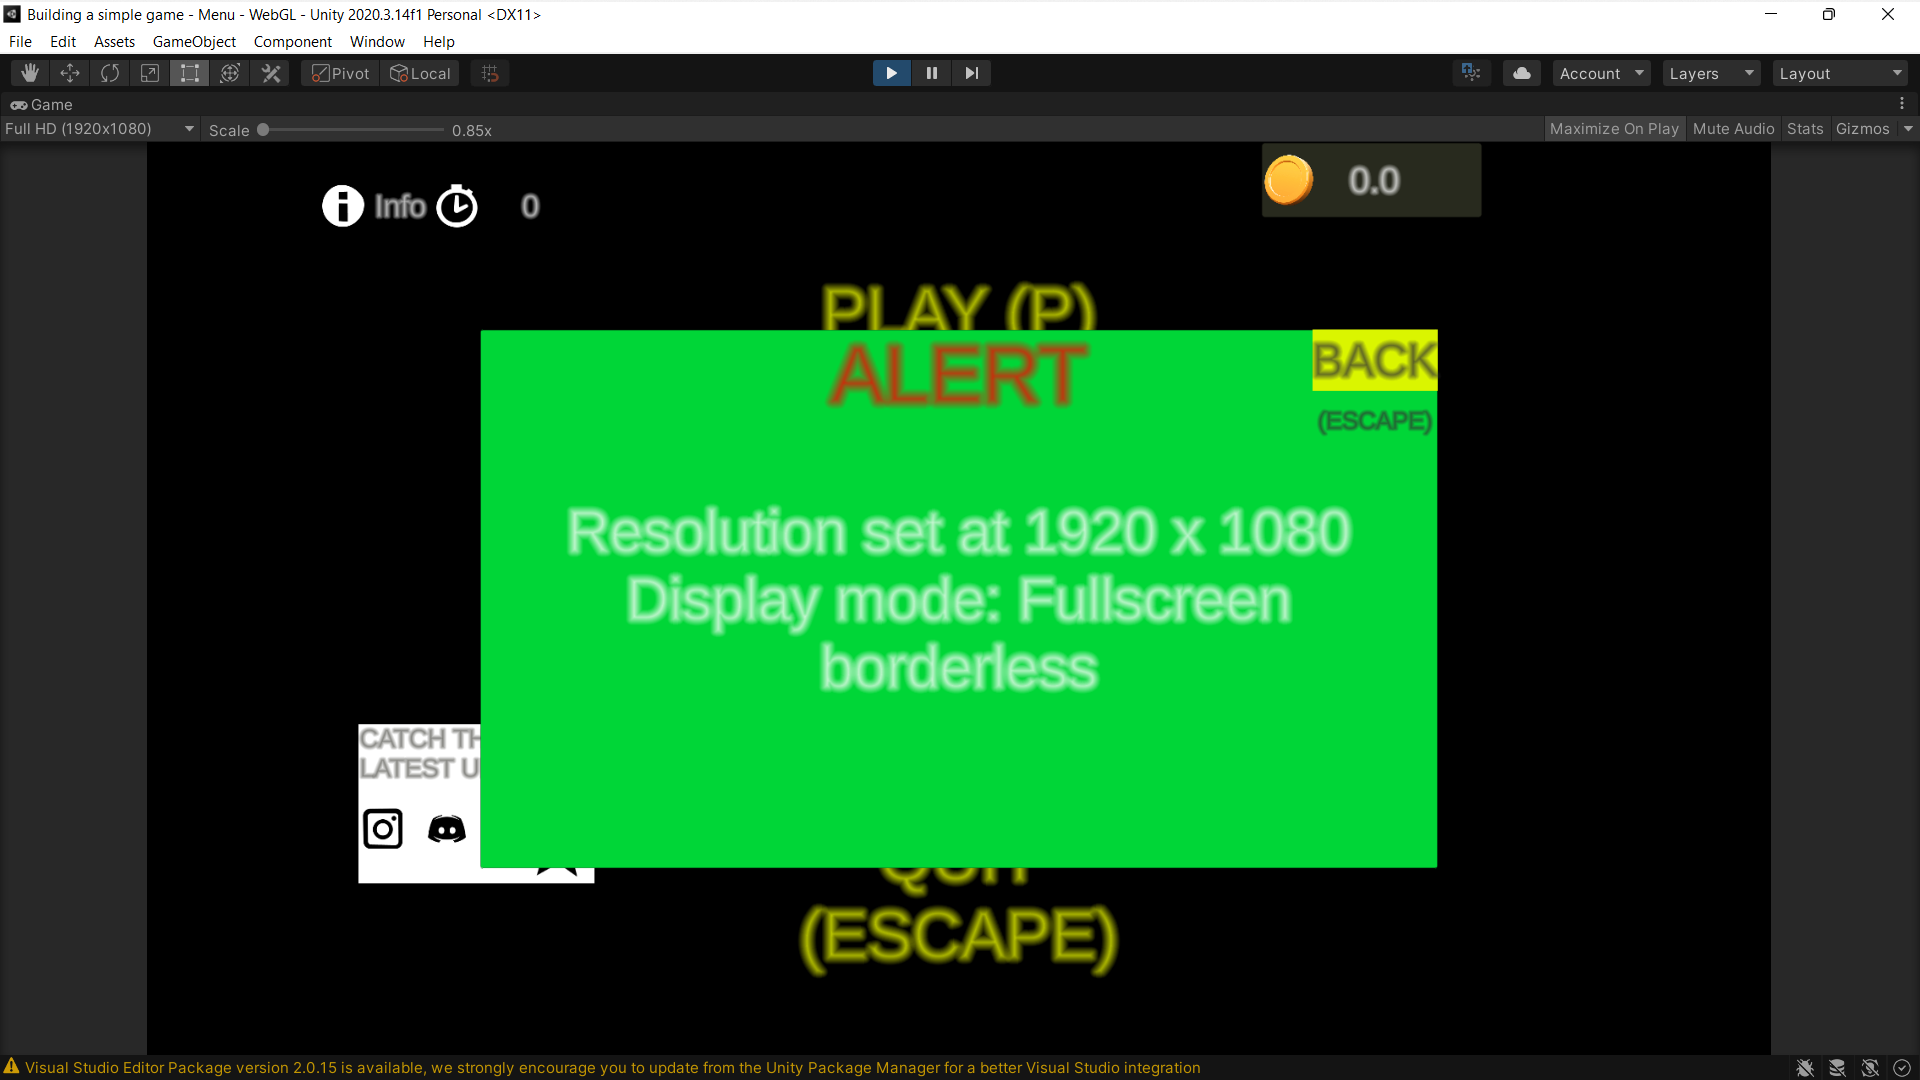 Building a simple game - Menu - WebGL - Unity 2020.3.14f1 Personal <DX11>
File Edit Assets GameObject Component Window Help
Pivot Local Account Layers Layout
Game
Full HD (1920x1080) Scale 0.85x Maximize On Play Mute Audio Stats Gizmos
Info 0 0.0
PLAY (P)
ALERT BACK
(ESCAPE)
Resolution set at 1920 x 1080
Display mode: Fullscreen
borderless
CATCH TH
LATEST U
QUIT
(ESCAPE)
Visual Studio Editor Package version 2.0.15 is available, we strongly encourage you to update from the Unity Package Manager for a better Visual Studio integration